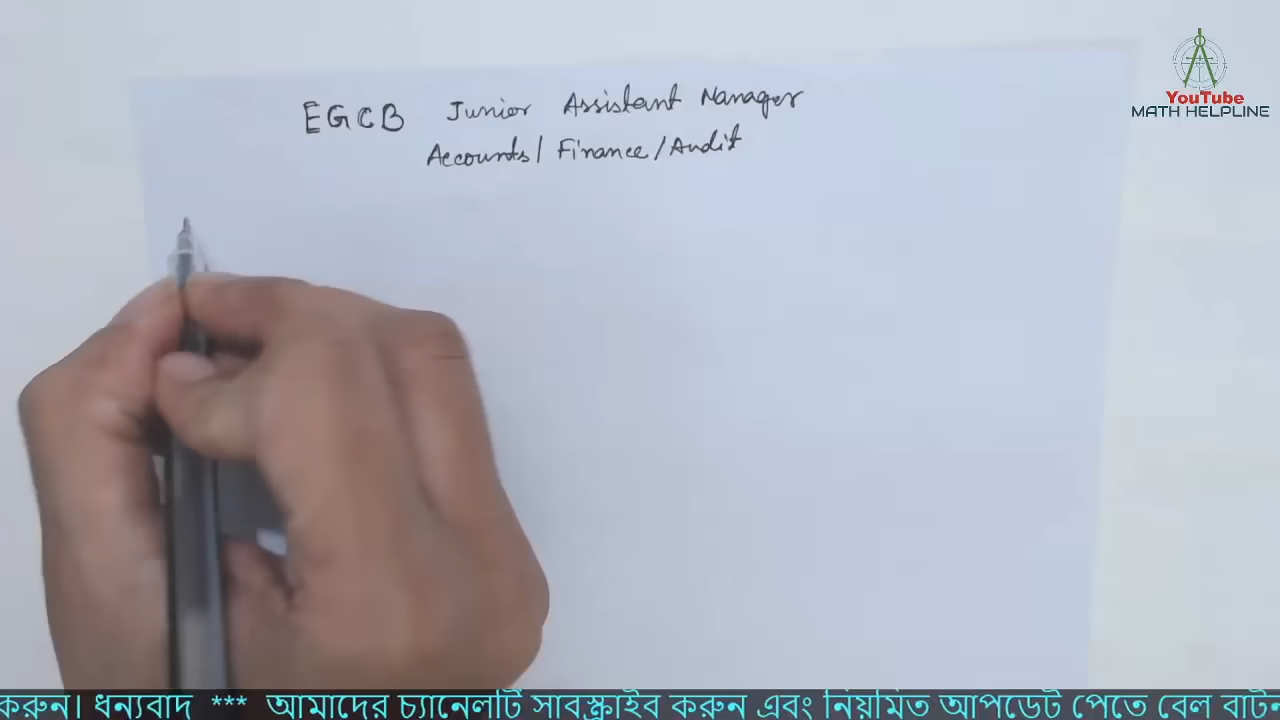 EGCB Junior Assistant Manager
Accounts/ Finance/Audit
YouTube
MATH HELPLINE
করুন। ধন্যবাদ *** আমাদের চ্যানেলটি সাবস্ক্রাইব করুন এবং নিয়মিত আপডেট পেতে বেল বাটন